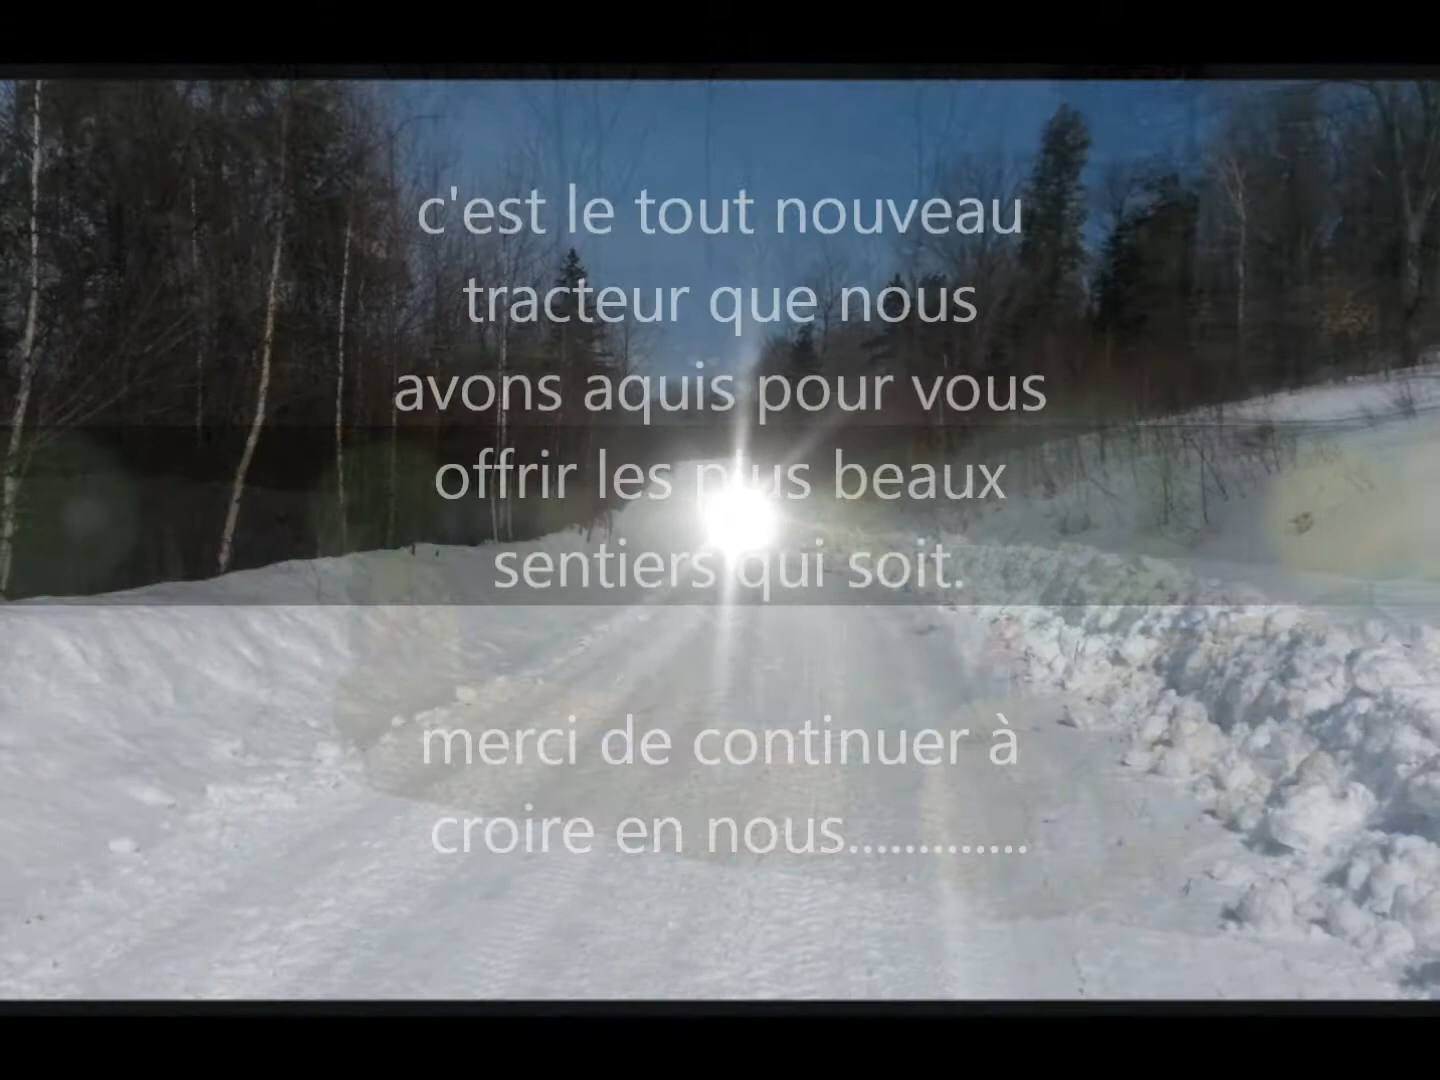 c'est le tout nouveau
tracteur que nous
avons aquis pour vous
offrir les plus beaux
sentiers qui soit.
merci de continuer à
croire en nous.............